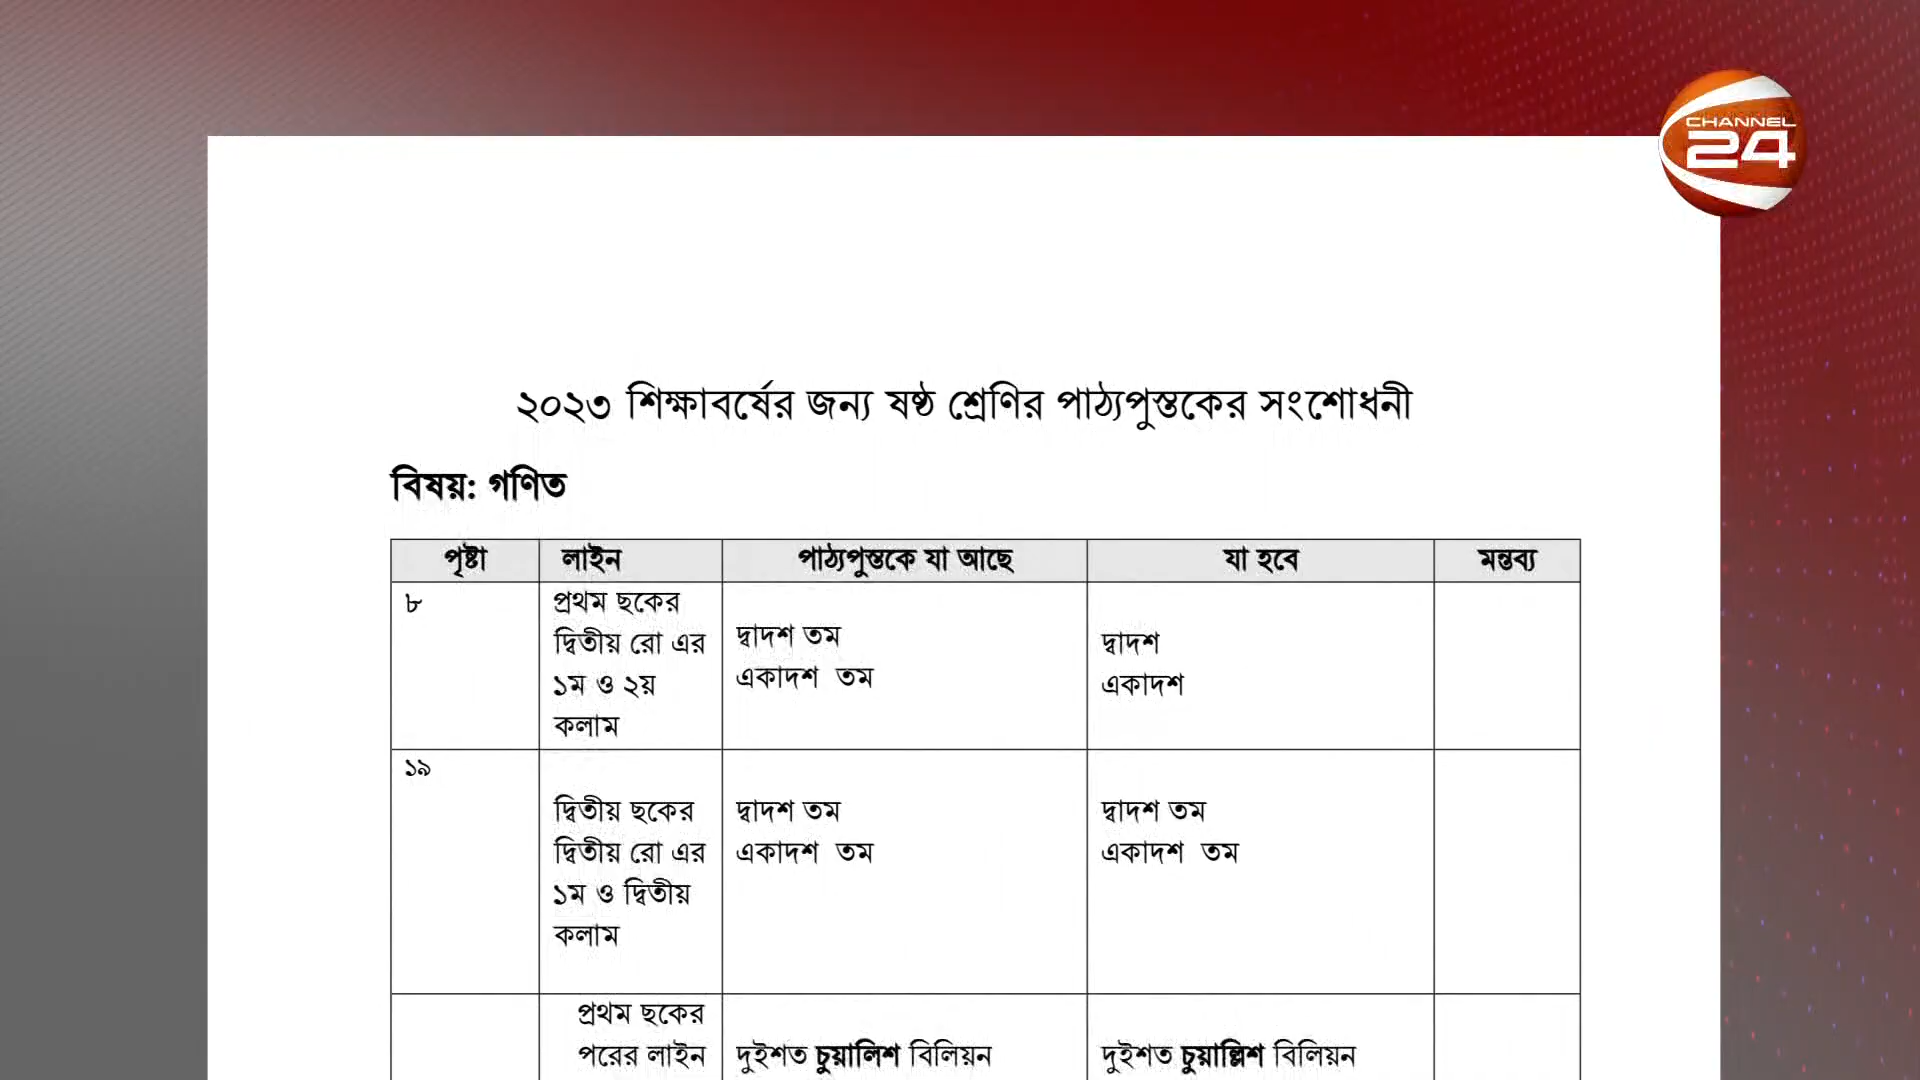 CHANNEL
24
২০২৩ শিক্ষাবর্ষের জন্য ষষ্ঠ শ্রেণির পাঠ্যপুস্তকের সংশোধনী
বিষয়: গণিত
পৃষ্টা লাইন পাঠ্যপুস্তকে যা আছে যা হবে মন্তব্য
৮
প্রথম ছকের
দ্বিতীয় রো এর
১ম ও ২য়
কলাম
দ্বাদশ তম
একাদশ তম
দ্বাদশ
একাদশ
১৯
দ্বিতীয় ছকের
দ্বিতীয় রো এর
১ম ও দ্বিতীয়
কলাম
দ্বাদশ তম
একাদশ তম
দ্বাদশ তম
একাদশ তম
প্রথম ছকের
পরের লাইন
দুইশত চুয়ালিশ বিলিয়ন
দুইশত চুয়াল্লিশ বিলিয়ন